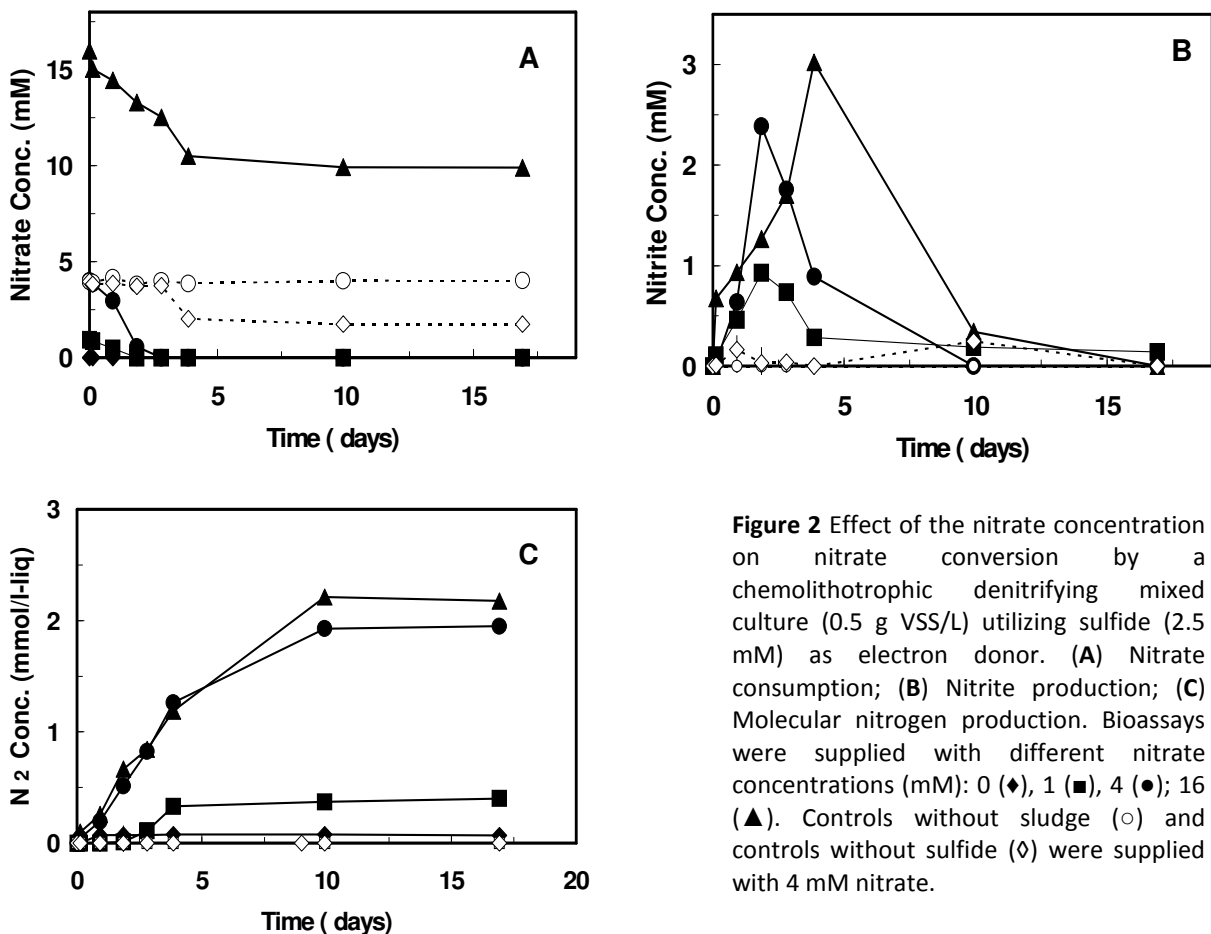 A
Nitrate Conc. (mM)
15
10
5
0
0 5 10 15
Time ( days)
B
Nitrite Conc. (mM)
3
2
1
0
0 5 10 15
Time ( days)
C
N 2 Conc. (mmol/l-liq)
3
2
1
0
0 5 10 15 20
Time ( days)
Figure 2 Effect of the nitrate concentration
on nitrate conversion by a
chemolithotrophic denitrifying mixed
culture (0.5 g VSS/L) utilizing sulfide (2.5
mM) as electron donor. (A) Nitrate
consumption; (B) Nitrite production; (C)
Molecular nitrogen production. Bioassays
were supplied with different nitrate
concentrations (mM): 0 (♦), 1 (■), 4 (●); 16
(▲). Controls without sludge (○) and
controls without sulfide (◊) were supplied
with 4 mM nitrate.